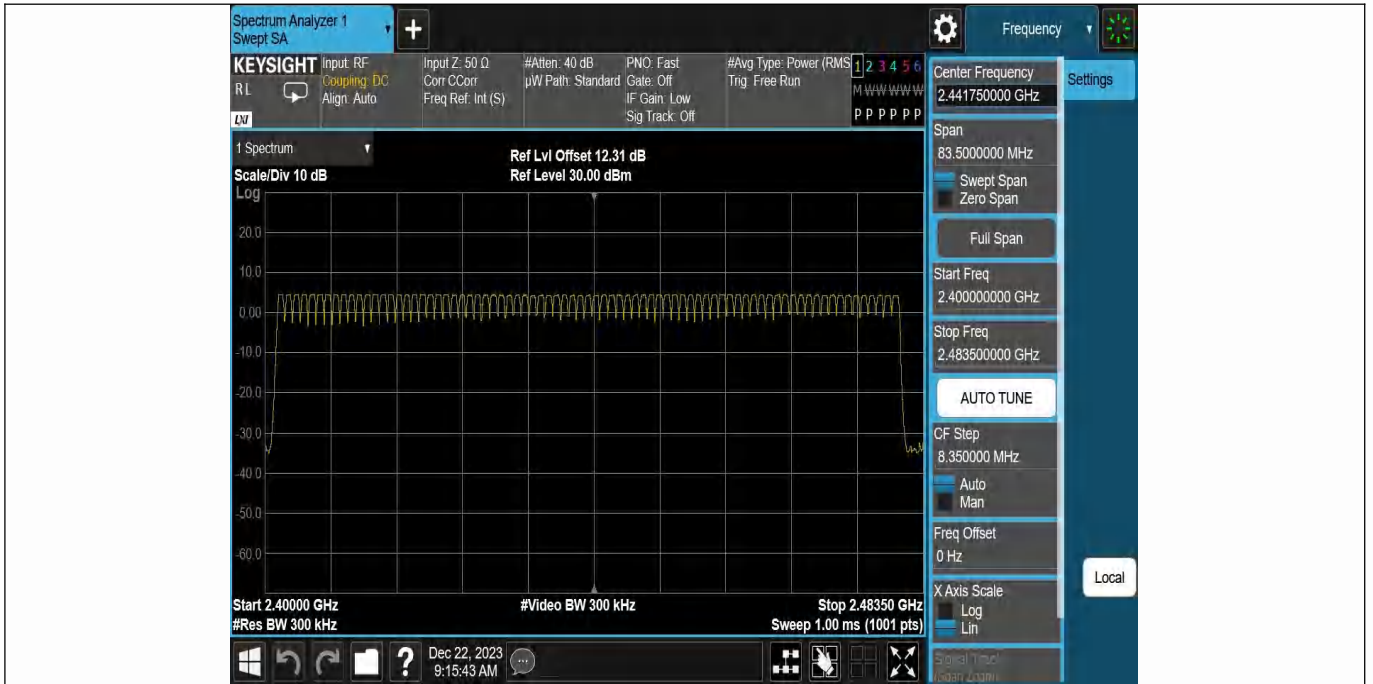 Spectrum Analyzer 1
Swept SA
+
Frequency
KEYSIGHT
R L
LXI
Input: RF
Coupling: DC
Align: Auto
Input Z: 50 Ω
Corr CCorr
Freq Ref: Int (S)
#Atten: 40 dB
µW Path: Standard
PNO: Fast
Gate: Off
IF Gain: Low
Sig Track: Off
#Avg Type: Power (RMS
Trig: Free Run
1 2 3 4 5 6
M W W W W W
P P P P P P
Center Frequency
2.441750000 GHz
Settings
Span
83.5000000 MHz
Swept Span
Zero Span
Full Span
Start Freq
2.400000000 GHz
Stop Freq
2.483500000 GHz
AUTO TUNE
CF Step
8.350000 MHz
Auto
Man
Freq Offset
0 Hz
X Axis Scale
Log
Lin
Signal Track
(Span Zoom)
Local
1 Spectrum
Scale/Div 10 dB
Ref Lvl Offset 12.31 dB
Ref Level 30.00 dBm
Log
20.0
10.0
0.00
-10.0
-20.0
-30.0
-40.0
-50.0
-60.0
Start 2.40000 GHz
#Video BW 300 kHz
Stop 2.48350 GHz
#Res BW 300 kHz
Sweep 1.00 ms (1001 pts)
?
Dec 22, 2023
9:15:43 AM